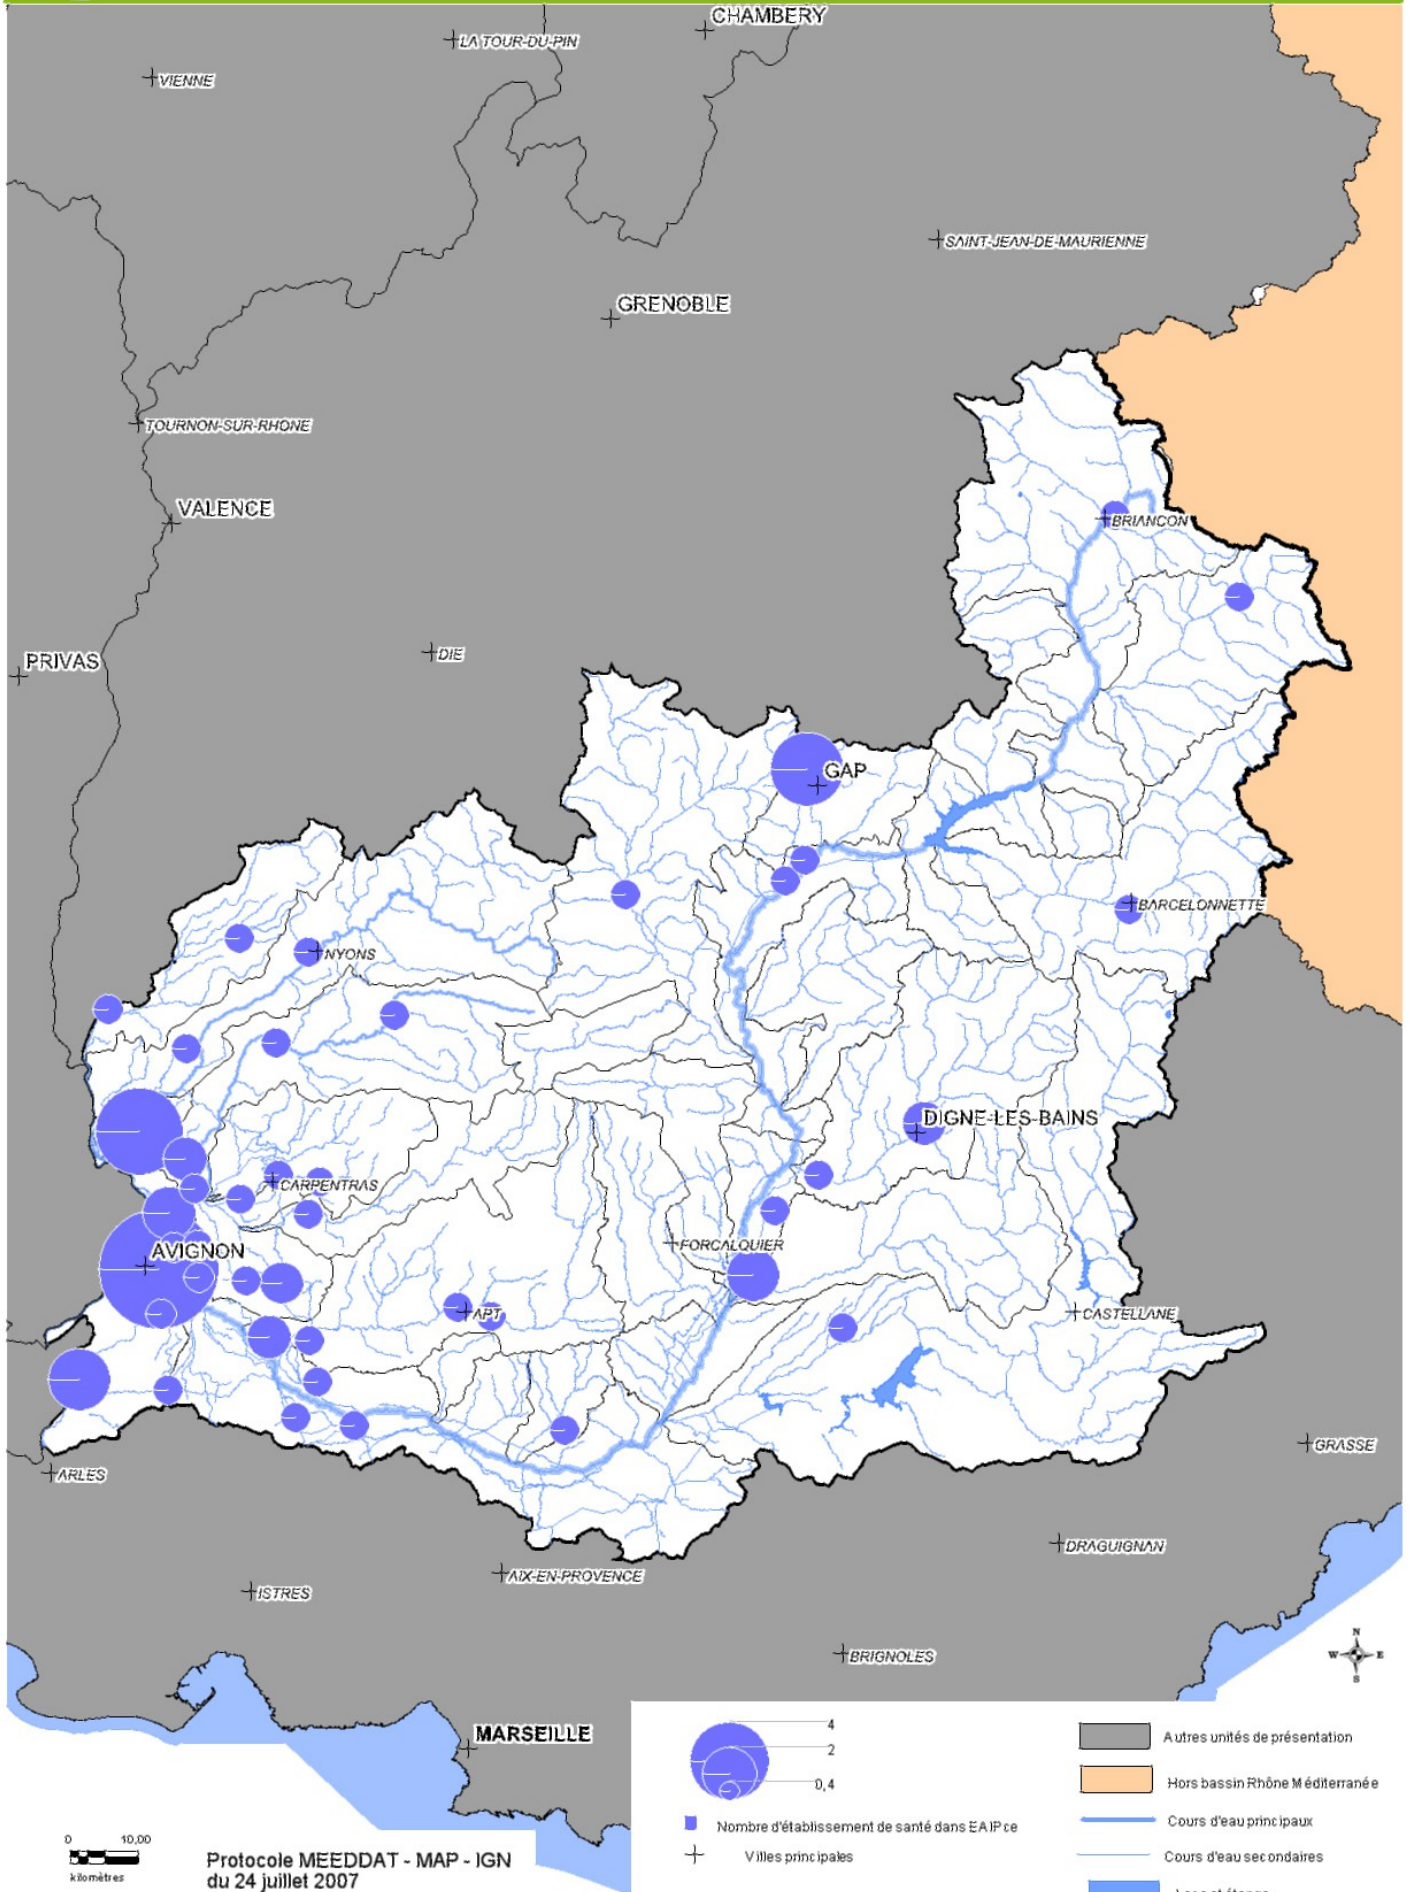 CHAMBERY
LA TOUR-DU-PIN
VIENNE
SAINT-JEAN-DE-MAURIENNE
GRENOBLE
TOURNON-SUR-RHONE
VALENCE
BRIANCON
DIE
PRIVAS
GAP
BARCELONNETTE
NYONS
DIGNE-LES-BAINS
CARPENTRAS
FORCALQUIER
AVIGNON
APT
CASTELLANE
GRASSE
ARLES
DRAGUIGNAN
AIX-EN-PROVENCE
ISTRES
BRIGNOLES
N
W E
S
MARSEILLE
4
2
0,4
Nombre d'établissement de santé dans EAIPce
Villes principales
Autres unités de présentation
Hors bassin Rhône Méditerranée
Cours d'eau principaux
Cours d'eau secondaires
0 10,00
kilomètres
Protocole MEEDDAT - MAP - IGN
du 24 juillet 2007